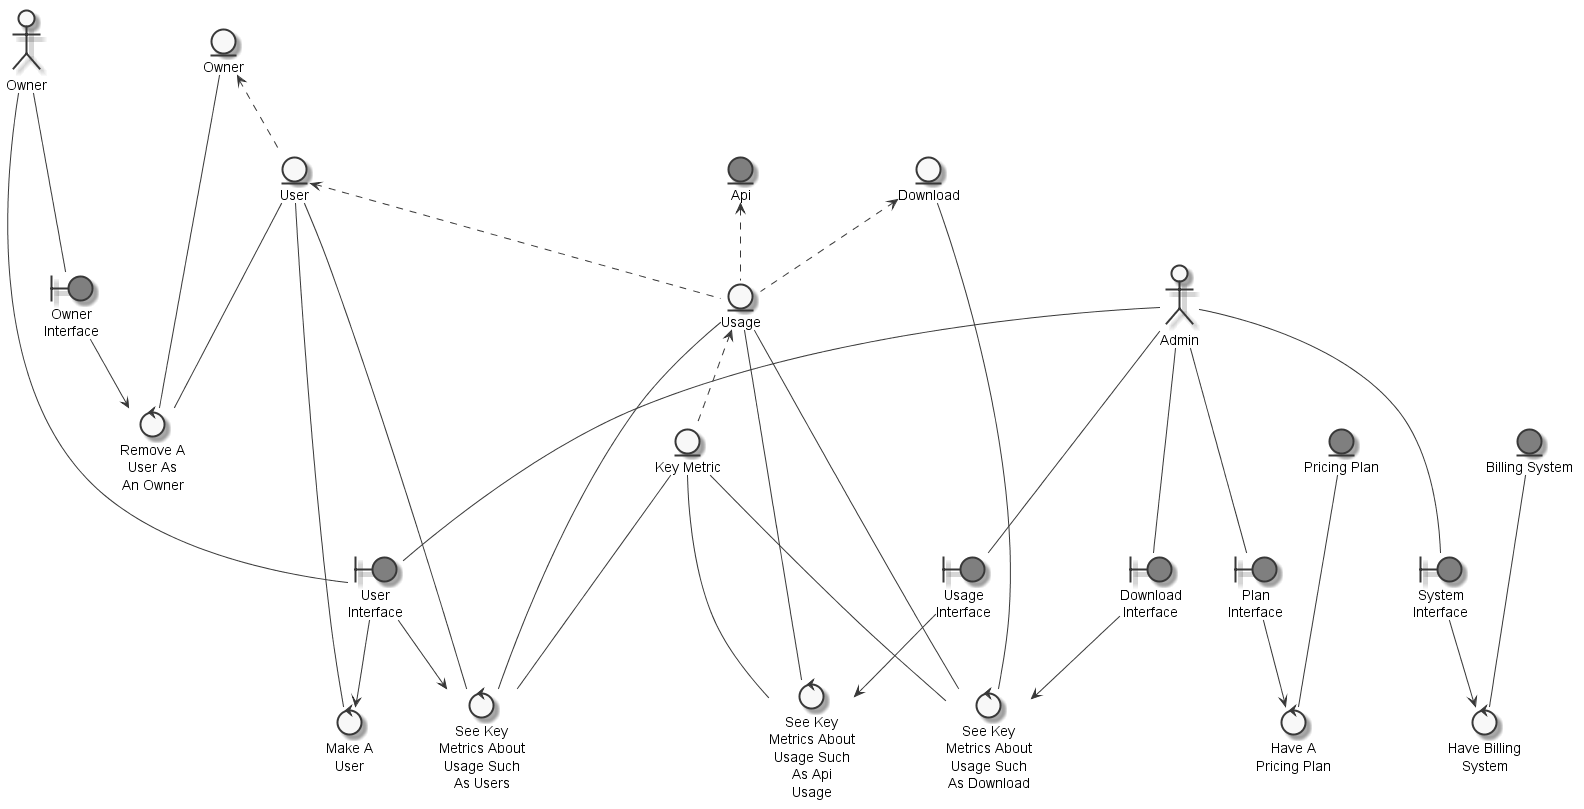 Owner
Owner
User
Api
Download
Owner
Interface
Usage
Admin
Remove A
User As
An Owner
Key Metric
Pricing Plan
Billing System
User
Interface
Usage
Interface
Download
Interface
Plan
Interface
System
Interface
Make A
User
See Key
Metrics About
Usage Such
As Users
See Key
Metrics About
Usage Such
As Api
Usage
See Key
Metrics About
Usage Such
As Download
Have A
Pricing Plan
Have Billing
System